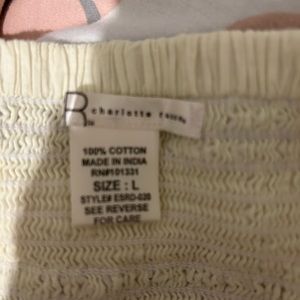 R
charlotte russe
100% COTTON
MADE IN INDIA
RN#101331
SIZE : L
STYLE# ESRD-020
SEE REVERSE
FOR CARE